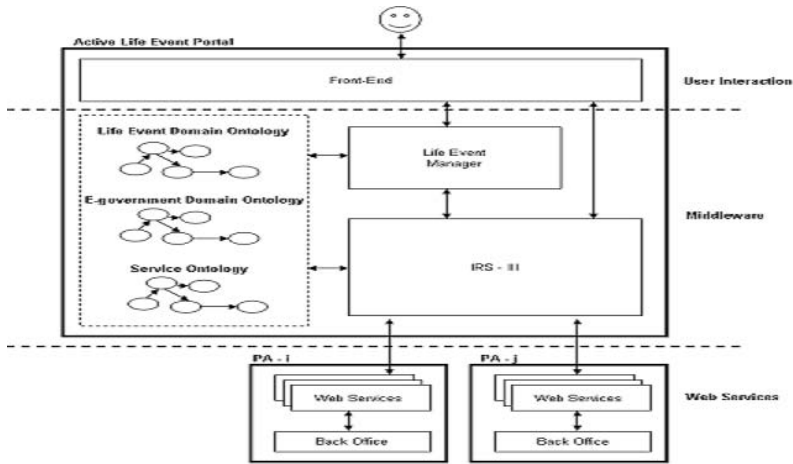 Active Life Event Portal
Front-End
User Interaction
Life Event Domain Ontology
Life Event
Manager
E-government Domain Ontology
Middleware
Service Ontology
IRS - III
PA - i
PA - j
Web Services
Web Services
Web Services
Back Office
Back Office